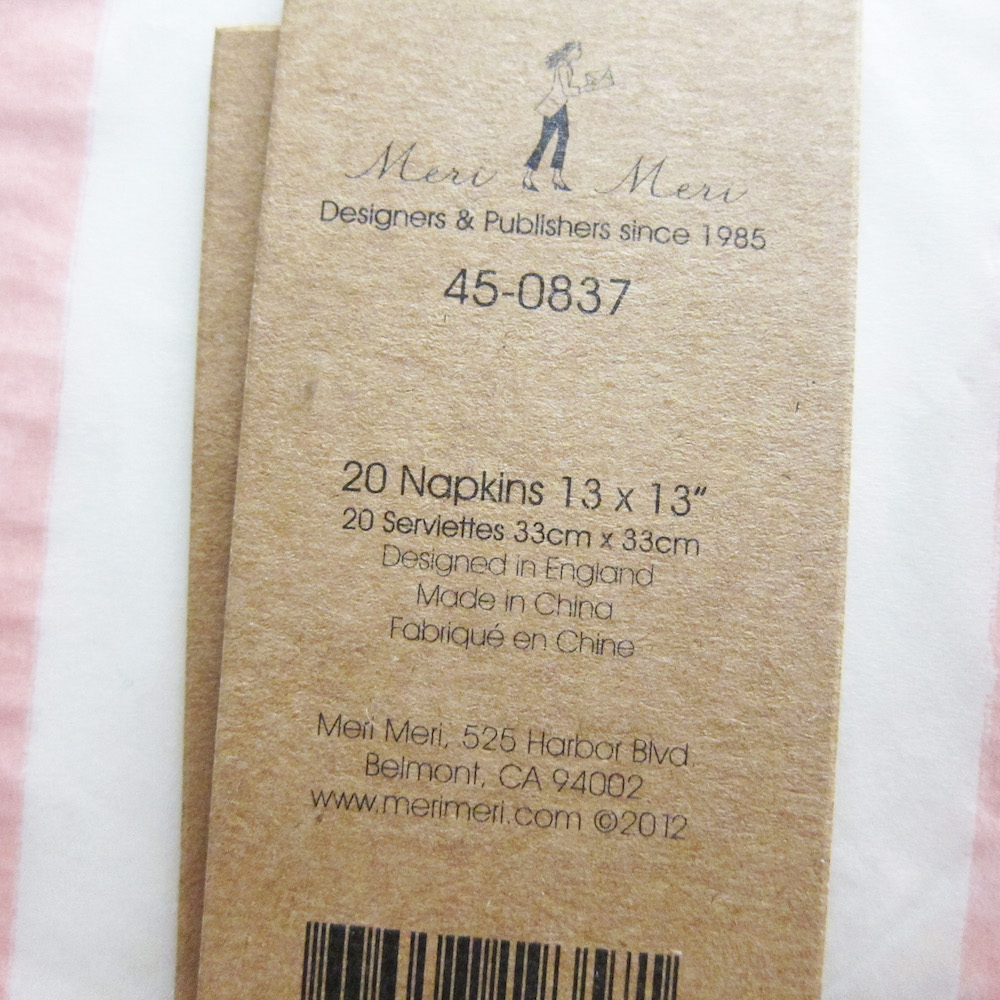 Meri Meri
Designers & Publishers since 1985
45-0837
20 Napkins 13 x 13"
20 Serviettes 33cm x 33cm
Designed in England
Made in China
Fabriqué en Chine
Meri Meri, 525 Harbor Blvd
Belmont, CA 94002
www.merimeri.com ©2012